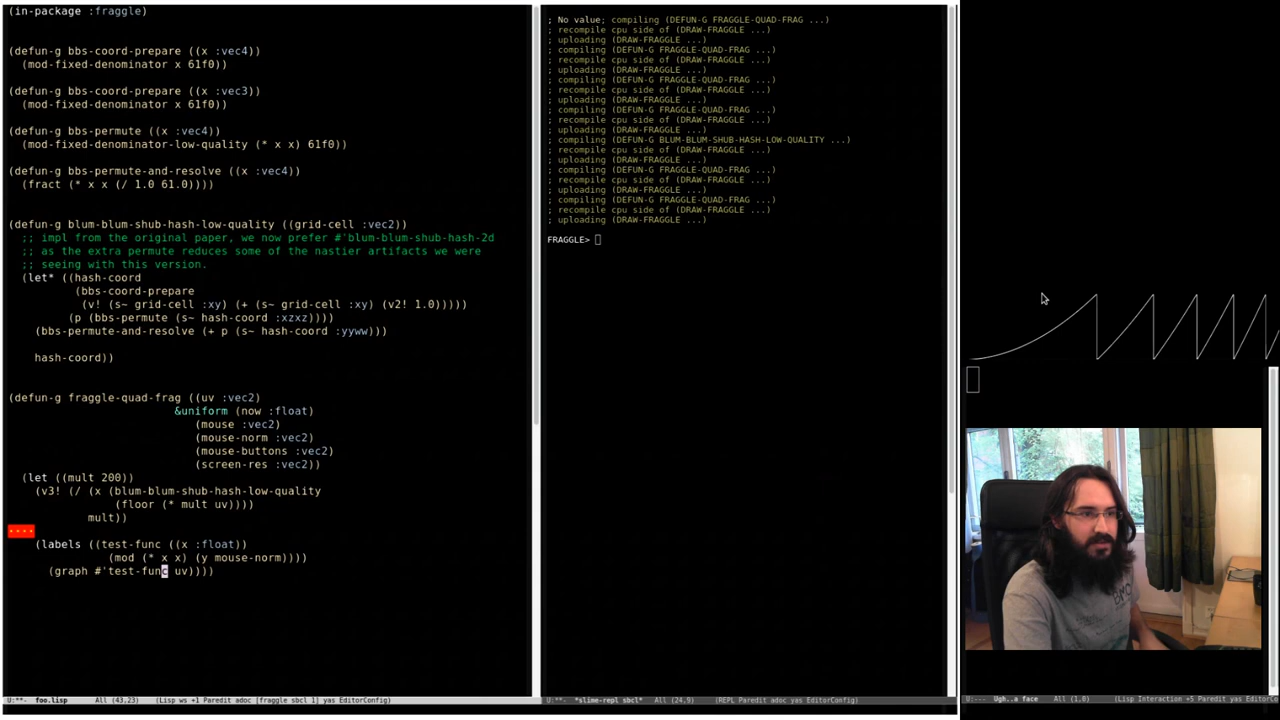 (in-package :fraggle)
(defun-g bbs-coord-prepare ((x :vec4))
(mod-fixed-denominator x 61f0))
(defun-g bbs-coord-prepare ((x :vec3))
(mod-fixed-denominator x 61f0))
(defun-g bbs-permute ((x :vec4))
(mod-fixed-denominator-low-quality (* x x) 61f0))
(defun-g bbs-permute-and-resolve ((x :vec4))
(fract (* x x (/ 1.0 61.0))))
(defun-g blum-blum-shub-hash-low-quality ((grid-cell :vec2))
;; impl from the original paper, we now prefer #'blum-blum-shub-hash-2d
;; as the extra permute reduces some of the nastier artifacts we were
;; seeing with this version.
(let* ((hash-coord
(bbs-coord-prepare
(v! (s~ grid-cell :xy) (+ (s~ grid-cell :xy) (v2! 1.0)))))
(p (bbs-permute (s~ hash-coord :xzxz))))
(bbs-permute-and-resolve (+ p (s~ hash-coord :yyww)))
hash-coord))
(defun-g fraggle-quad-frag ((uv :vec2)
&uniform (now :float)
(mouse :vec2)
(mouse-norm :vec2)
(mouse-buttons :vec2)
(screen-res :vec2))
(let ((mult 200))
(v3! (/ (x (blum-blum-shub-hash-low-quality
(floor (* mult uv))))
mult))
....
(labels ((test-func ((x :float))
(mod (* x x) (y mouse-norm))))
(graph #'test-func uv))))
U:**- foo.lisp All (43,23) (Lisp ws +1 Paredit adoc [fraggle sbcl 1] yas EditorConfig)
; No value; compiling (DEFUN-G FRAGGLE-QUAD-FRAG ...)
; recompile cpu side of (DRAW-FRAGGLE ...)
; uploading (DRAW-FRAGGLE ...)
; compiling (DEFUN-G FRAGGLE-QUAD-FRAG ...)
; recompile cpu side of (DRAW-FRAGGLE ...)
; uploading (DRAW-FRAGGLE ...)
; compiling (DEFUN-G FRAGGLE-QUAD-FRAG ...)
; recompile cpu side of (DRAW-FRAGGLE ...)
; uploading (DRAW-FRAGGLE ...)
; compiling (DEFUN-G FRAGGLE-QUAD-FRAG ...)
; recompile cpu side of (DRAW-FRAGGLE ...)
; uploading (DRAW-FRAGGLE ...)
; compiling (DEFUN-G BLUM-BLUM-SHUB-HASH-LOW-QUALITY ...)
; recompile cpu side of (DRAW-FRAGGLE ...)
; uploading (DRAW-FRAGGLE ...)
; compiling (DEFUN-G FRAGGLE-QUAD-FRAG ...)
; recompile cpu side of (DRAW-FRAGGLE ...)
; uploading (DRAW-FRAGGLE ...)
; compiling (DEFUN-G FRAGGLE-QUAD-FRAG ...)
; recompile cpu side of (DRAW-FRAGGLE ...)
; uploading (DRAW-FRAGGLE ...)
FRAGGLE>
U:**- *slime-repl sbcl* All (24,9) (REPL Paredit adoc yas EditorConfig)
U:--- Ugh..a face All (1,0) (Lisp Interaction +5 Paredit yas EditorCo